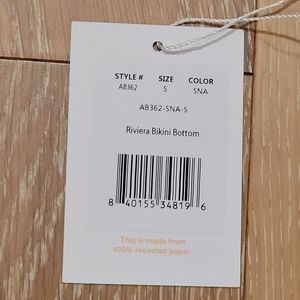 STYLE # SIZE COLOR
AB362 S SNA
AB362-SNA-S
Riviera Bikini Bottom
8 40155 34819 6
This is made from
100% recycled paper.